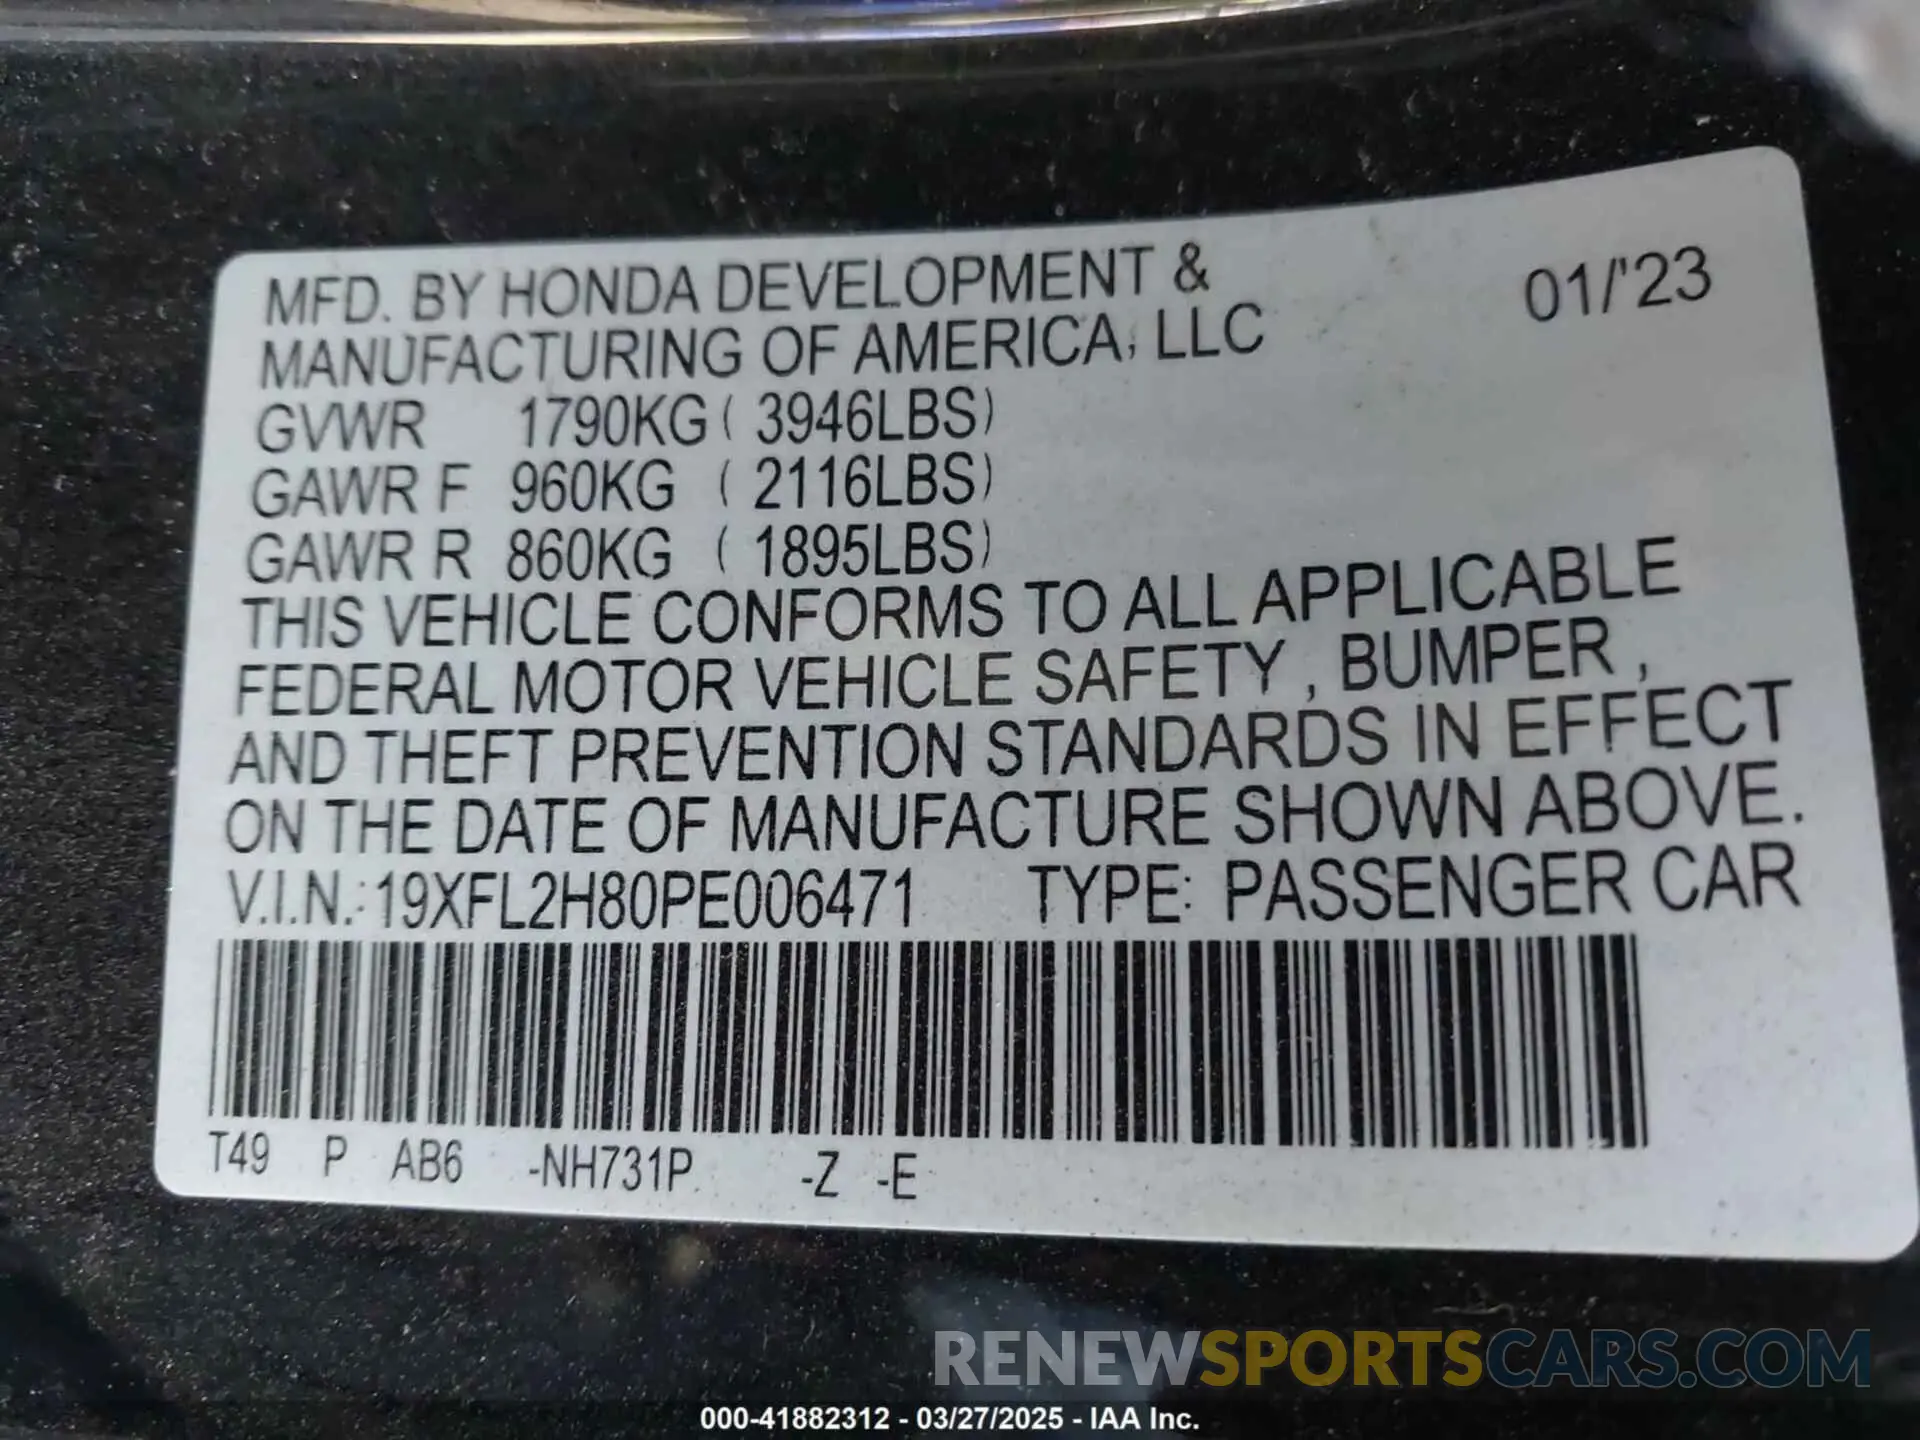 MFD. BY HONDA DEVELOPMENT & 01/'23
MANUFACTURING OF AMERICA, LLC
GVWR 1790KG ( 3946LBS)
GAWR F 960KG ( 2116LBS)
GAWR R 860KG ( 1895LBS)
THIS VEHICLE CONFORMS TO ALL APPLICABLE
FEDERAL MOTOR VEHICLE SAFETY , BUMPER ,
AND THEFT PREVENTION STANDARDS IN EFFECT
ON THE DATE OF MANUFACTURE SHOWN ABOVE.
V.I.N.: 19XFL2H80PE006471 TYPE: PASSENGER CAR
T49 P AB6 -NH731P -Z -E
RENEWSPORTSCARS.COM
000-41882312 - 03/27/2025 - IAA Inc.